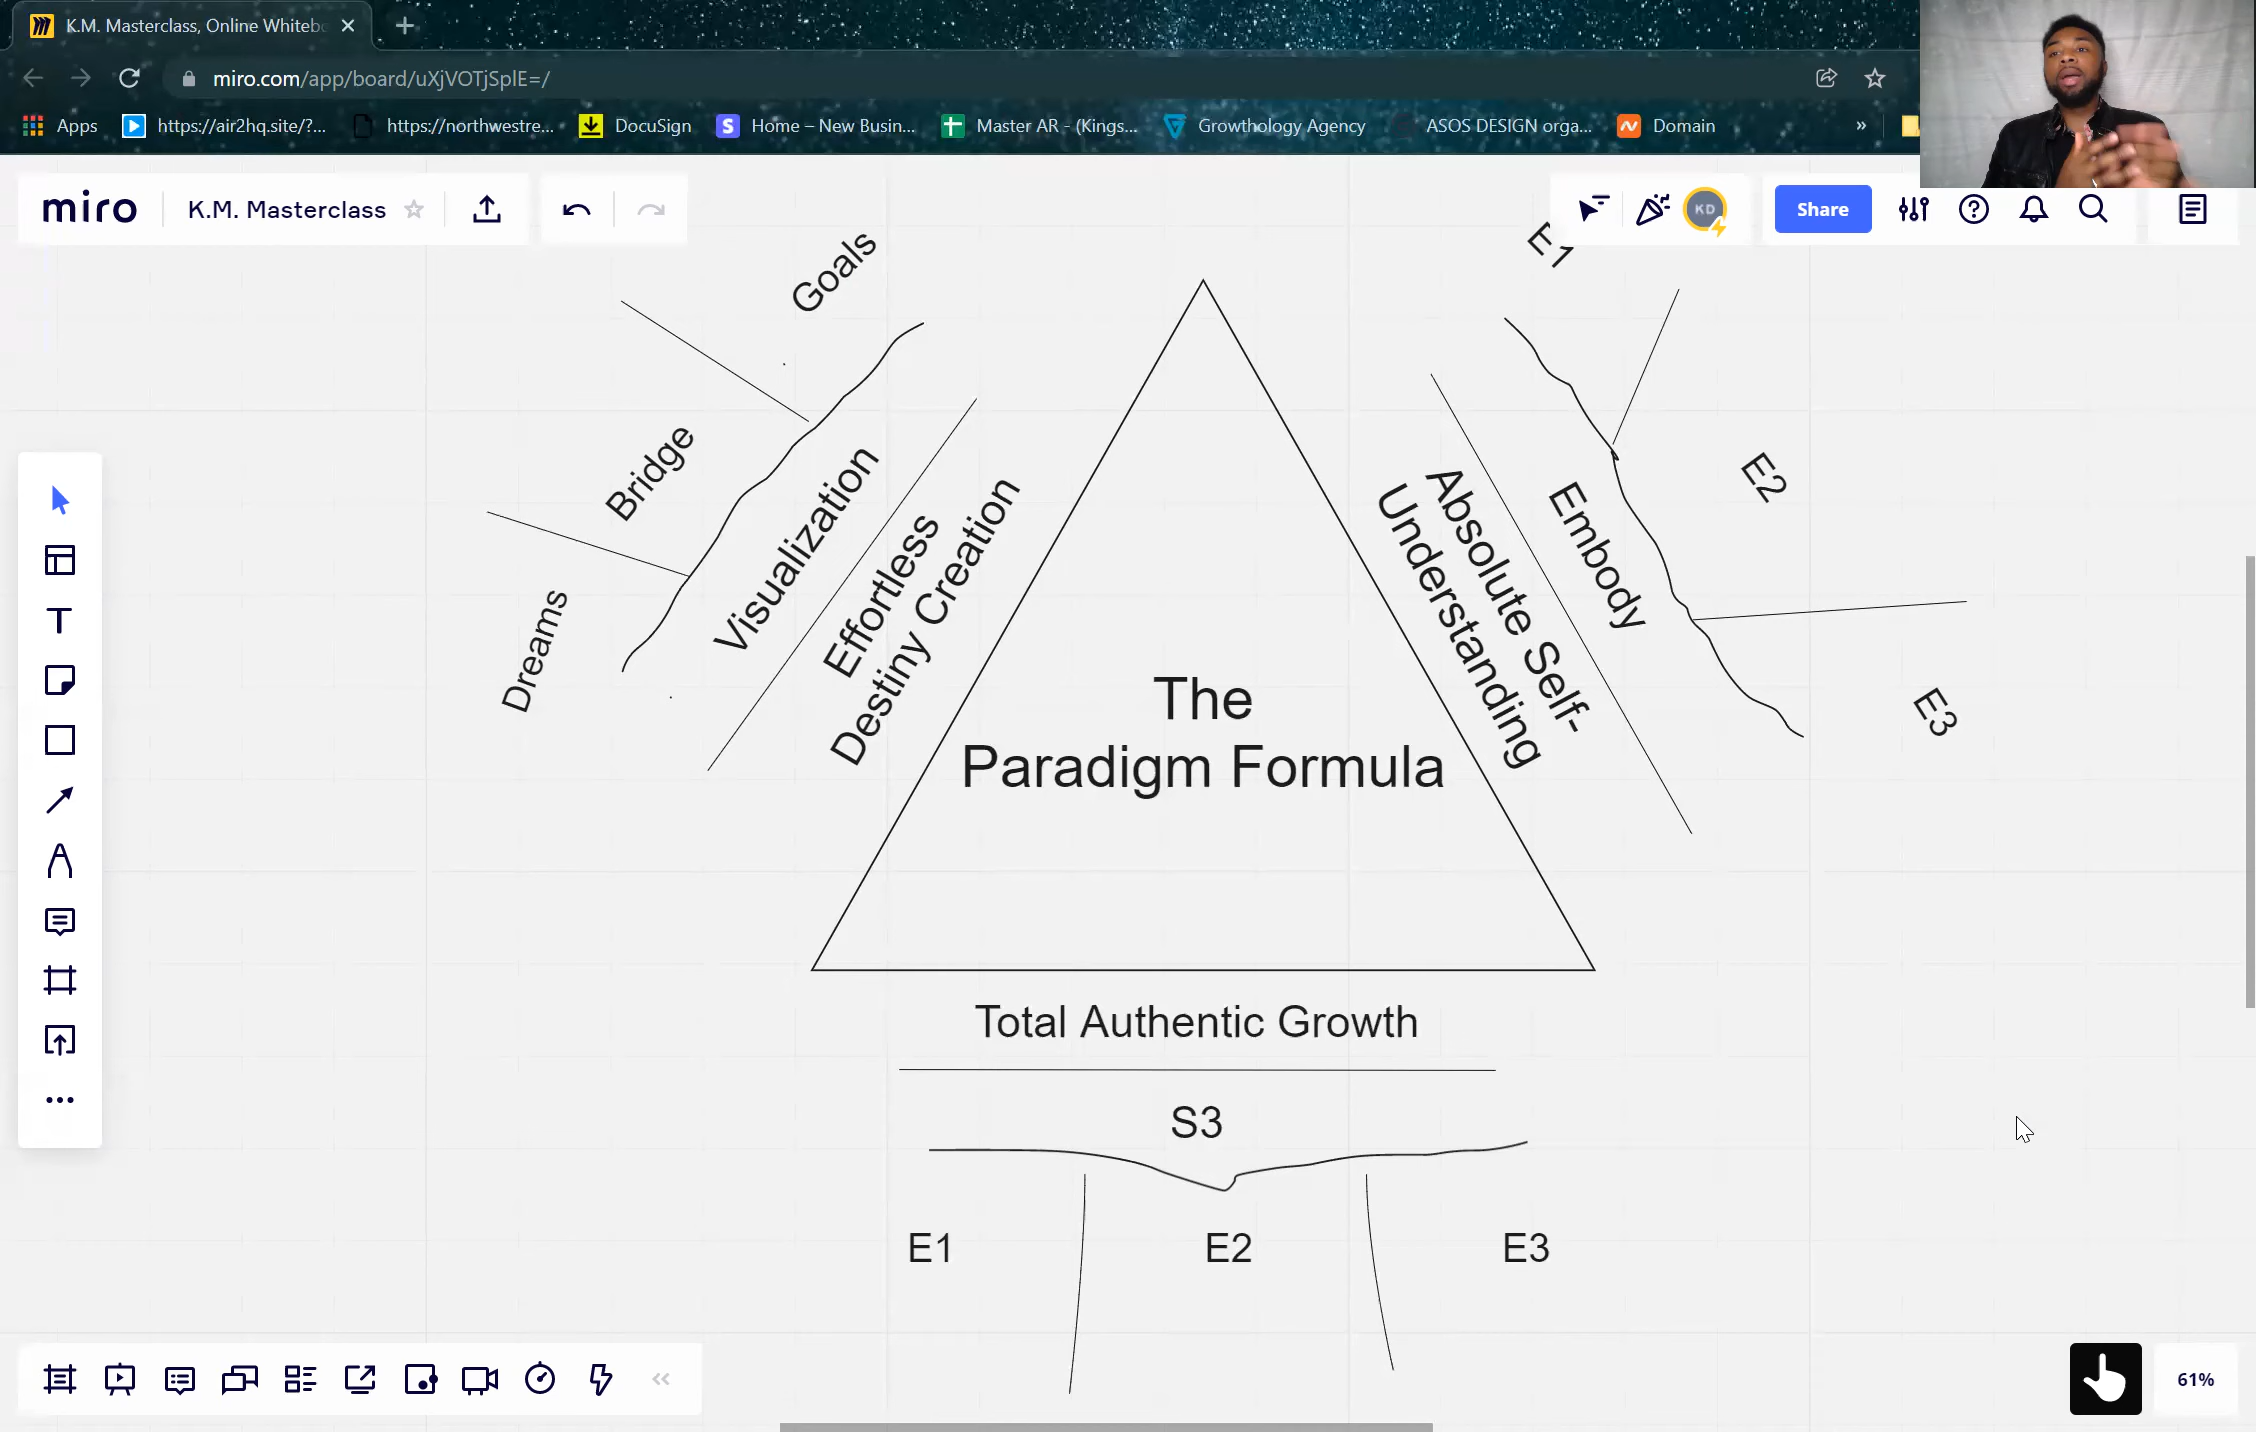 K.M. Masterclass, Online Whiteb
miro.com/app/board/uXjVOTjSplE=/
Apps
https://air2hq.site/?...
https://northwestre...
DocuSign
Home – New Busin...
Master AR - (Kings...
Growthology Agency
ASOS DESIGN orga...
Domain
»
miro
K.M. Masterclass
KD
Share
Goals
Bridge
Dreams
Visualization
Effortless
Destiny Creation
The
Paradigm Formula
Absolute Self-
Understanding
Embody
E1
E2
E3
Total Authentic Growth
S3
E1
E2
E3
61%